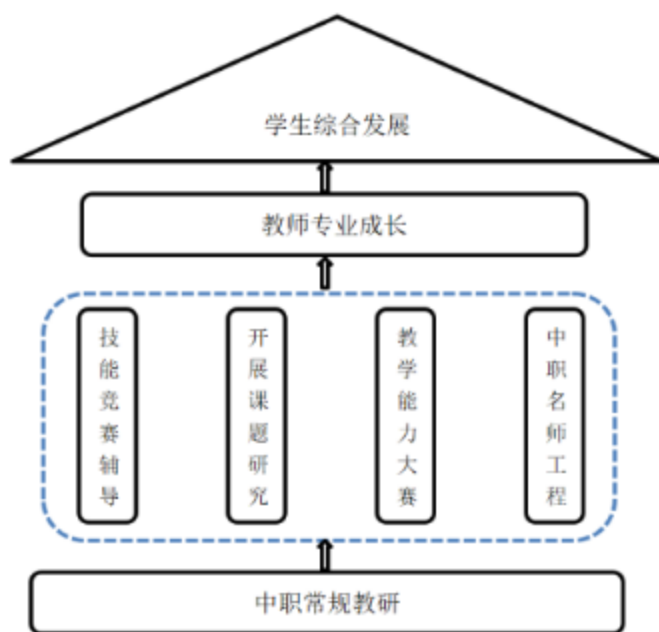 学生综合发展
教师专业成长
技能竞赛辅导
开展课题研究
教学能力大赛
中职名师工程
中职常规教研